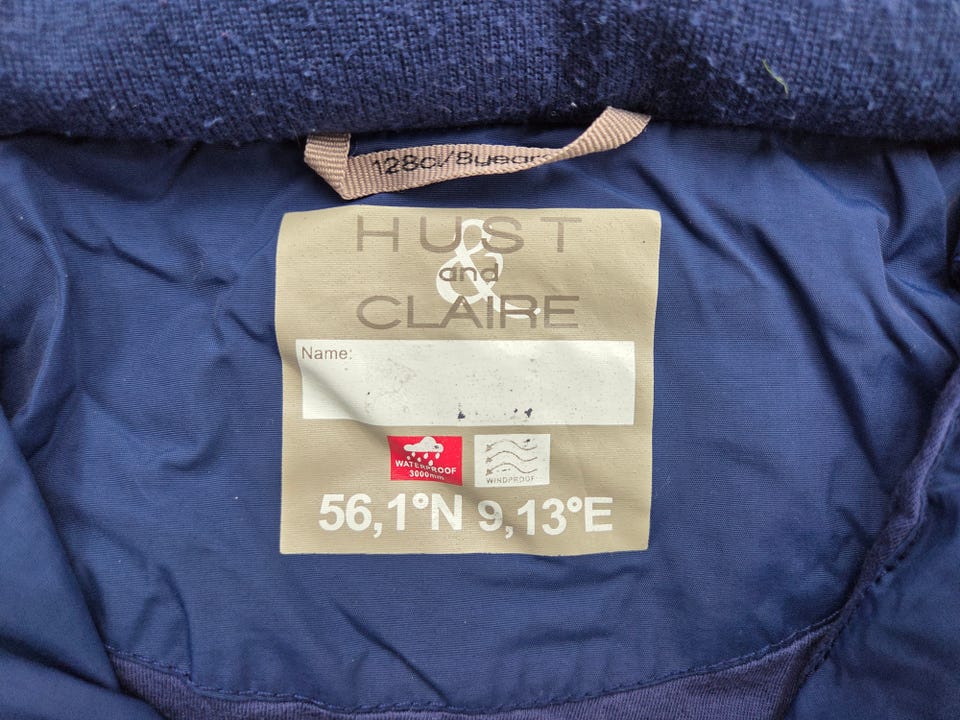 128cl/8years
HUST
&
and
CLAIRE
Name:
WATERPROOF
3000mm
WINDPROOF
56,1°N 9,13°E